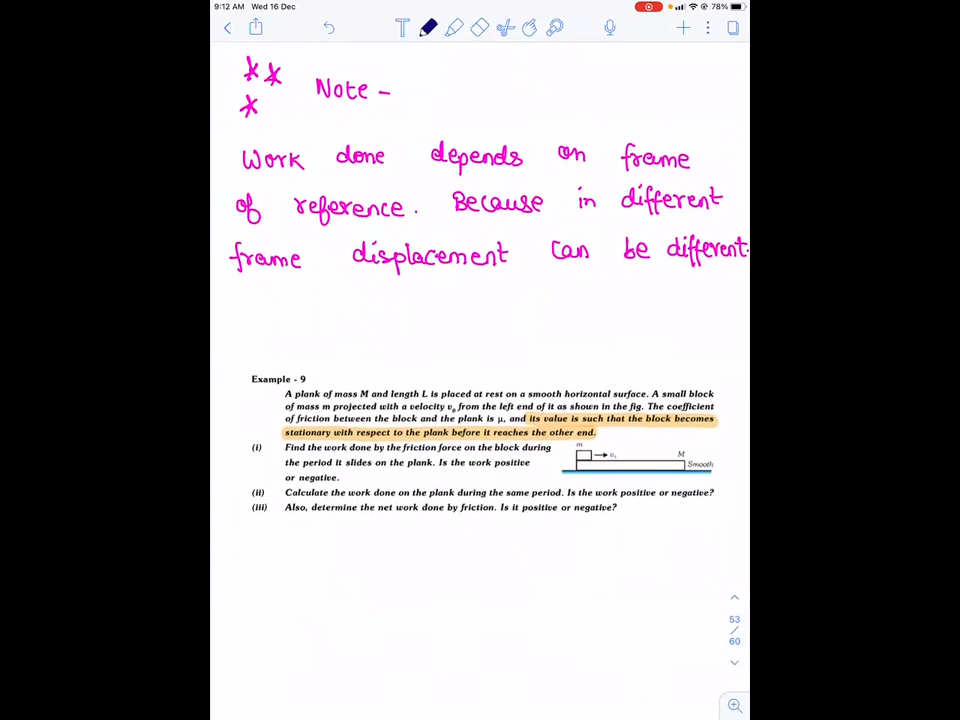 9:12 AM Wed 16 Dec
78%
T
** Note -
*
Work done depends on frame
of reference. Because in different
frame displacement can be different.
Example - 9
A plank of mass M and length L is placed at rest on a smooth horizontal surface. A small block
of mass m projected with a velocity v₀ from the left end of it as shown in the fig. The coefficient
of friction between the block and the plank is μ, and its value is such that the block becomes
stationary with respect to the plank before it reaches the other end.
(i) Find the work done by the friction force on the block during
the period it slides on the plank. Is the work positive
or negative.
m
v₀
M
Smooth
(ii) Calculate the work done on the plank during the same period. Is the work positive or negative?
(iii) Also, determine the net work done by friction. Is it positive or negative?
53
/
60